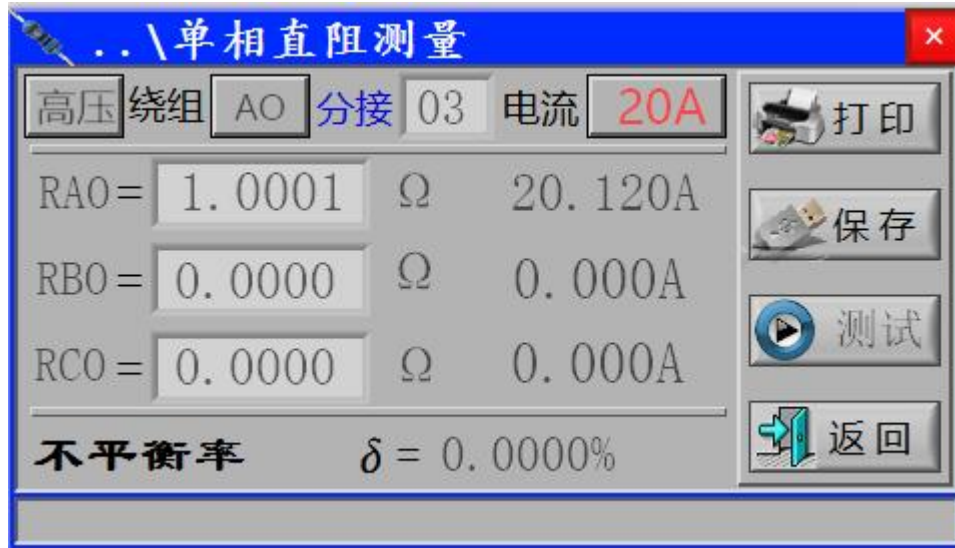 ..\单相直阻测量 ×
高压 绕组 AO 分接 03 电流 20A
RAO= 1.0001 Ω 20.120A
RBO= 0.0000 Ω 0.000A
RCO= 0.0000 Ω 0.000A
不平衡率 δ = 0.0000%
打印
保存
测试
返回